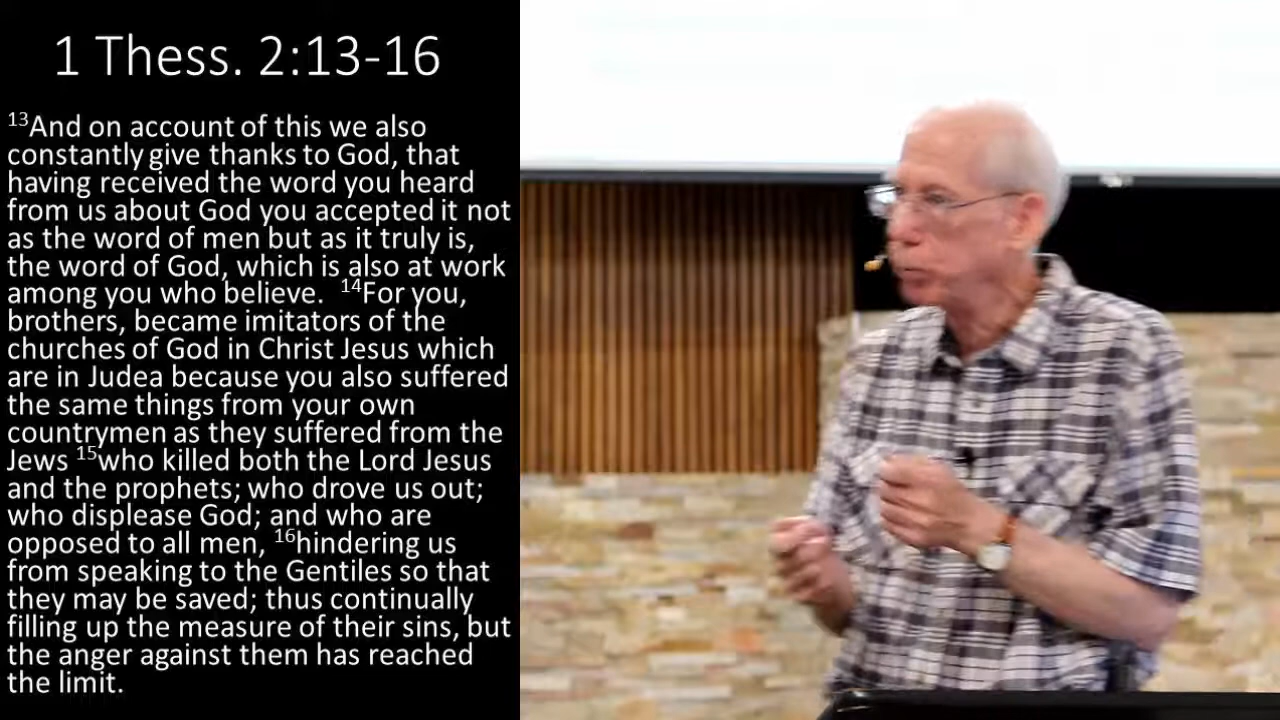 1 Thess. 2:13-16
¹³And on account of this we also
constantly give thanks to God, that
having received the word you heard
from us about God you accepted it not
as the word of men but as it truly is,
the word of God, which is also at work
among you who believe. ¹⁴For you,
brothers, became imitators of the
churches of God in Christ Jesus which
are in Judea because you also suffered
the same things from your own
countrymen as they suffered from the
Jews ¹⁵who killed both the Lord Jesus
and the prophets; who drove us out;
who displease God; and who are
opposed to all men, ¹⁶hindering us
from speaking to the Gentiles so that
they may be saved; thus continually
filling up the measure of their sins, but
the anger against them has reached
the limit.